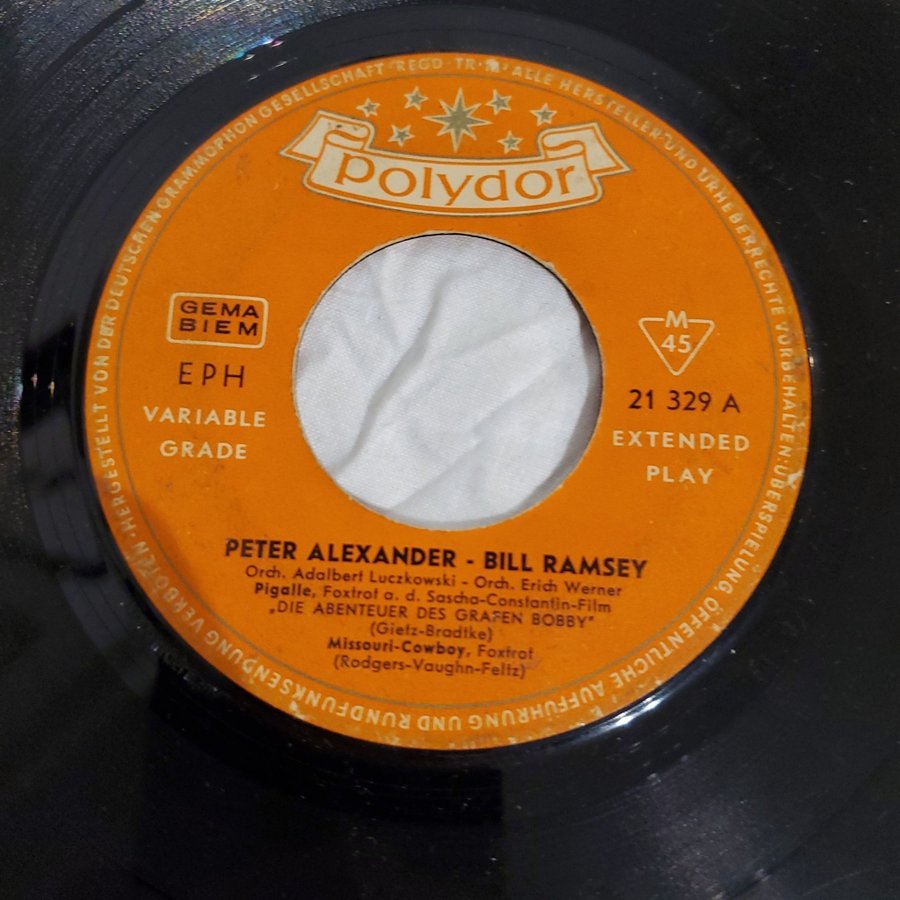 HERGESTELLT VON DER DEUTSCHEN GRAMMOPHON GESELLSCHAFT · REGD · TR · M · ALLE HERSTELLER- UND URHEBERRECHTE VORBEHALTEN · ÜBERSPIELUNG, ÖFFENTLICHE AUFFÜHRUNG UND RUNDFUNKSENDUNG VERBOTEN ·
Polydor
GEMA
BIEM
EPH
VARIABLE
GRADE
M
45
21 329 A
EXTENDED
PLAY
PETER ALEXANDER - BILL RAMSEY
Orch. Adalbert Luczkowski - Orch. Erich Werner
Pigalle, Foxtrot a. d. Sascha-Constantin-Film
„DIE ABENTEUER DES GRAFEN BOBBY"
(Gietz-Bradtke)
Missouri-Cowboy, Foxtrot
(Rodgers-Vaughn-Feltz)